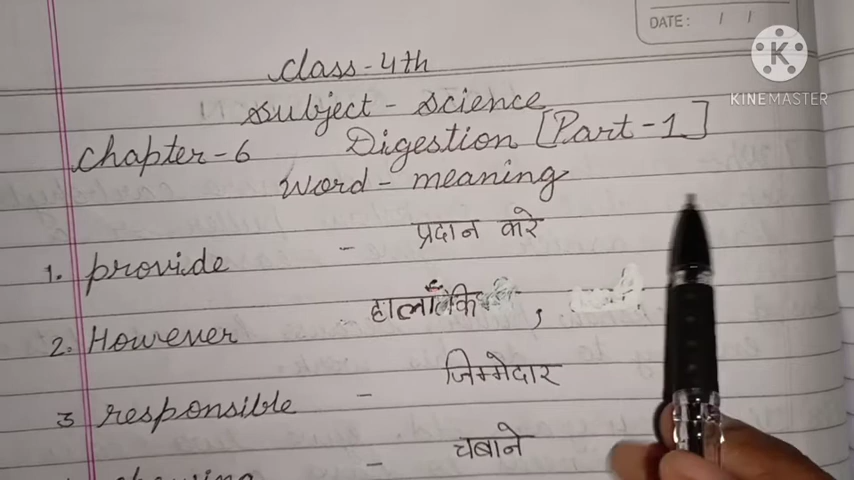 DATE: / /
KINEMASTER
Class-4th
Subject - Science
Chapter-6 Digestion [Part-1]
Word - meaning
1. provide - प्रदान करे
2. However - हालाँकि ,
3 responsible - जिम्मेदार
chewing - चबाने